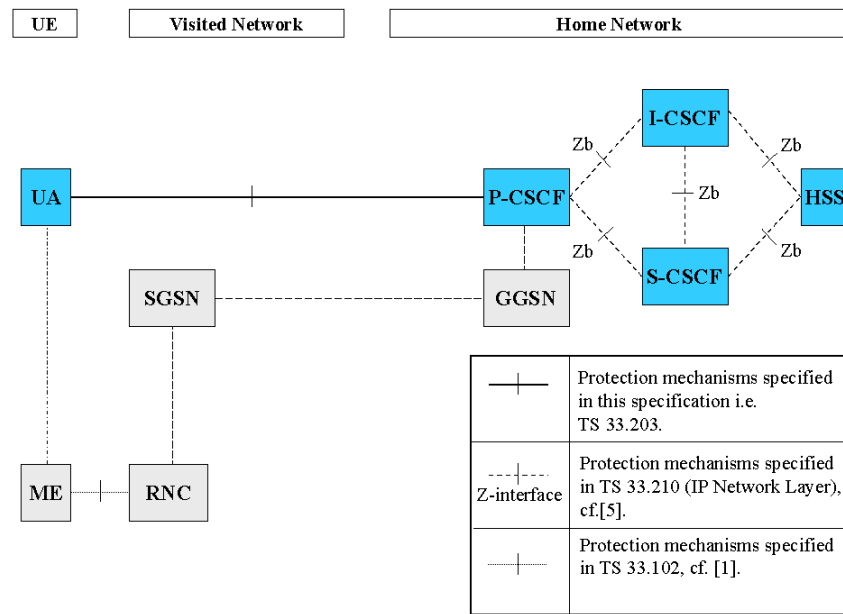 UE
Visited Network
Home Network
I-CSCF
Zb
Zb
UA
P-CSCF
Zb
HSS
Zb
Zb
S-CSCF
SGSN
GGSN
ME
RNC
Protection mechanisms specified
in this specification i.e.
TS 33.203.
Z-interface
Protection mechanisms specified
in TS 33.210 (IP Network Layer),
cf.[5].
Protection mechanisms specified
in TS 33.102, cf. [1].